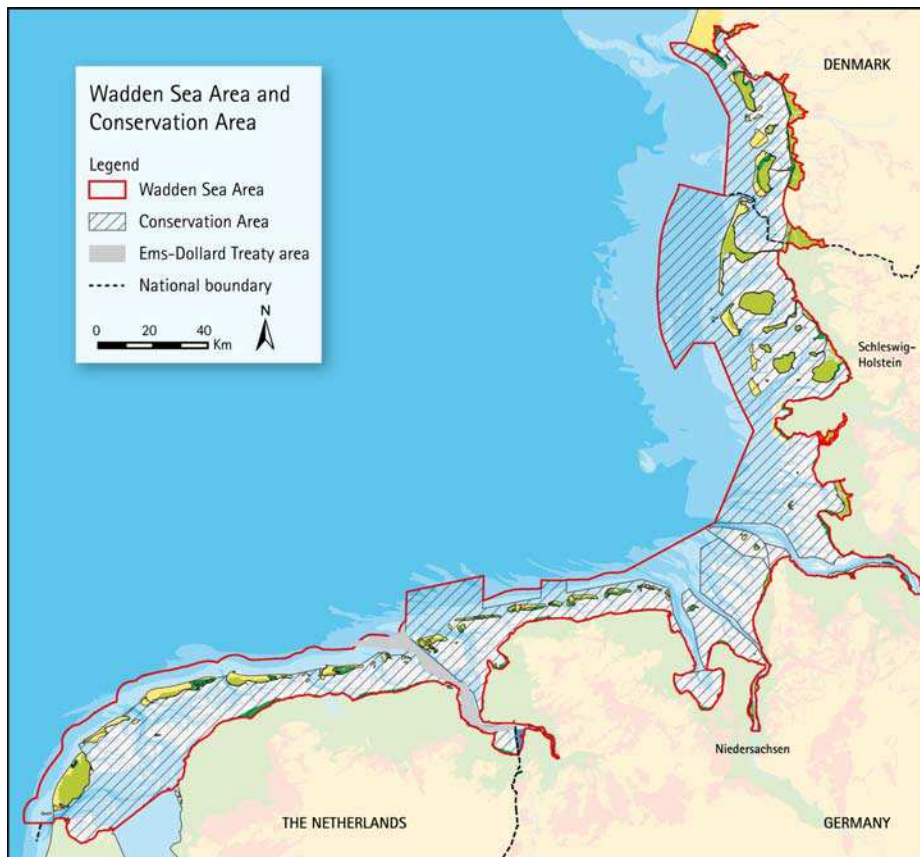 Wadden Sea Area and
Conservation Area
Legend
Wadden Sea Area
Conservation Area
Ems-Dollard Treaty area
National boundary
N
0 20 40
Km
DENMARK
Schleswig-
Holstein
Niedersachsen
THE NETHERLANDS
GERMANY